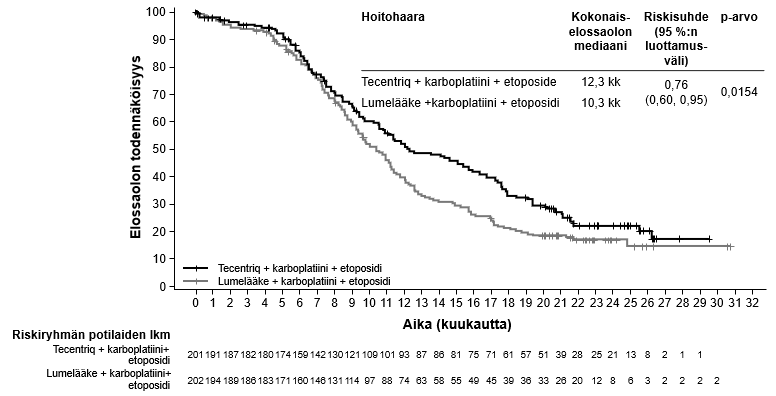 Hoitohaara
Kokonais-
elossaolon
mediaani
Riskisuhde
(95 %:n
luottamus-
väli)
p-arvo
Tecentriq + karboplatiini + etoposide 12,3 kk
Lumelääke +karboplatiini + etoposidi 10,3 kk
0,76
(0,60, 0,95)
0,0154
Elossaolon todennäköisyys
100
90
80
70
60
50
40
30
20
10
0
Tecentriq + karboplatiini + etoposidi
Lumelääke + karboplatiini + etoposidi
0 1 2 3 4 5 6 7 8 9 10 11 12 13 14 15 16 17 18 19 20 21 22 23 24 25 26 27 28 29 30 31 32
Aika (kuukautta)
Riskiryhmän potilaiden lkm
Tecentriq + karboplatiini+
etoposidi
201 191 187 182 180 174 159 142 130 121 109 101 93 87 86 81 75 71 61 57 51 39 28 25 21 13 8 2 1 1
Lumelääke + karboplatiini+
etoposidi
202 194 189 186 183 171 160 146 131 114 97 88 74 63 58 55 49 45 39 36 33 26 20 12 8 6 3 2 2 2 2